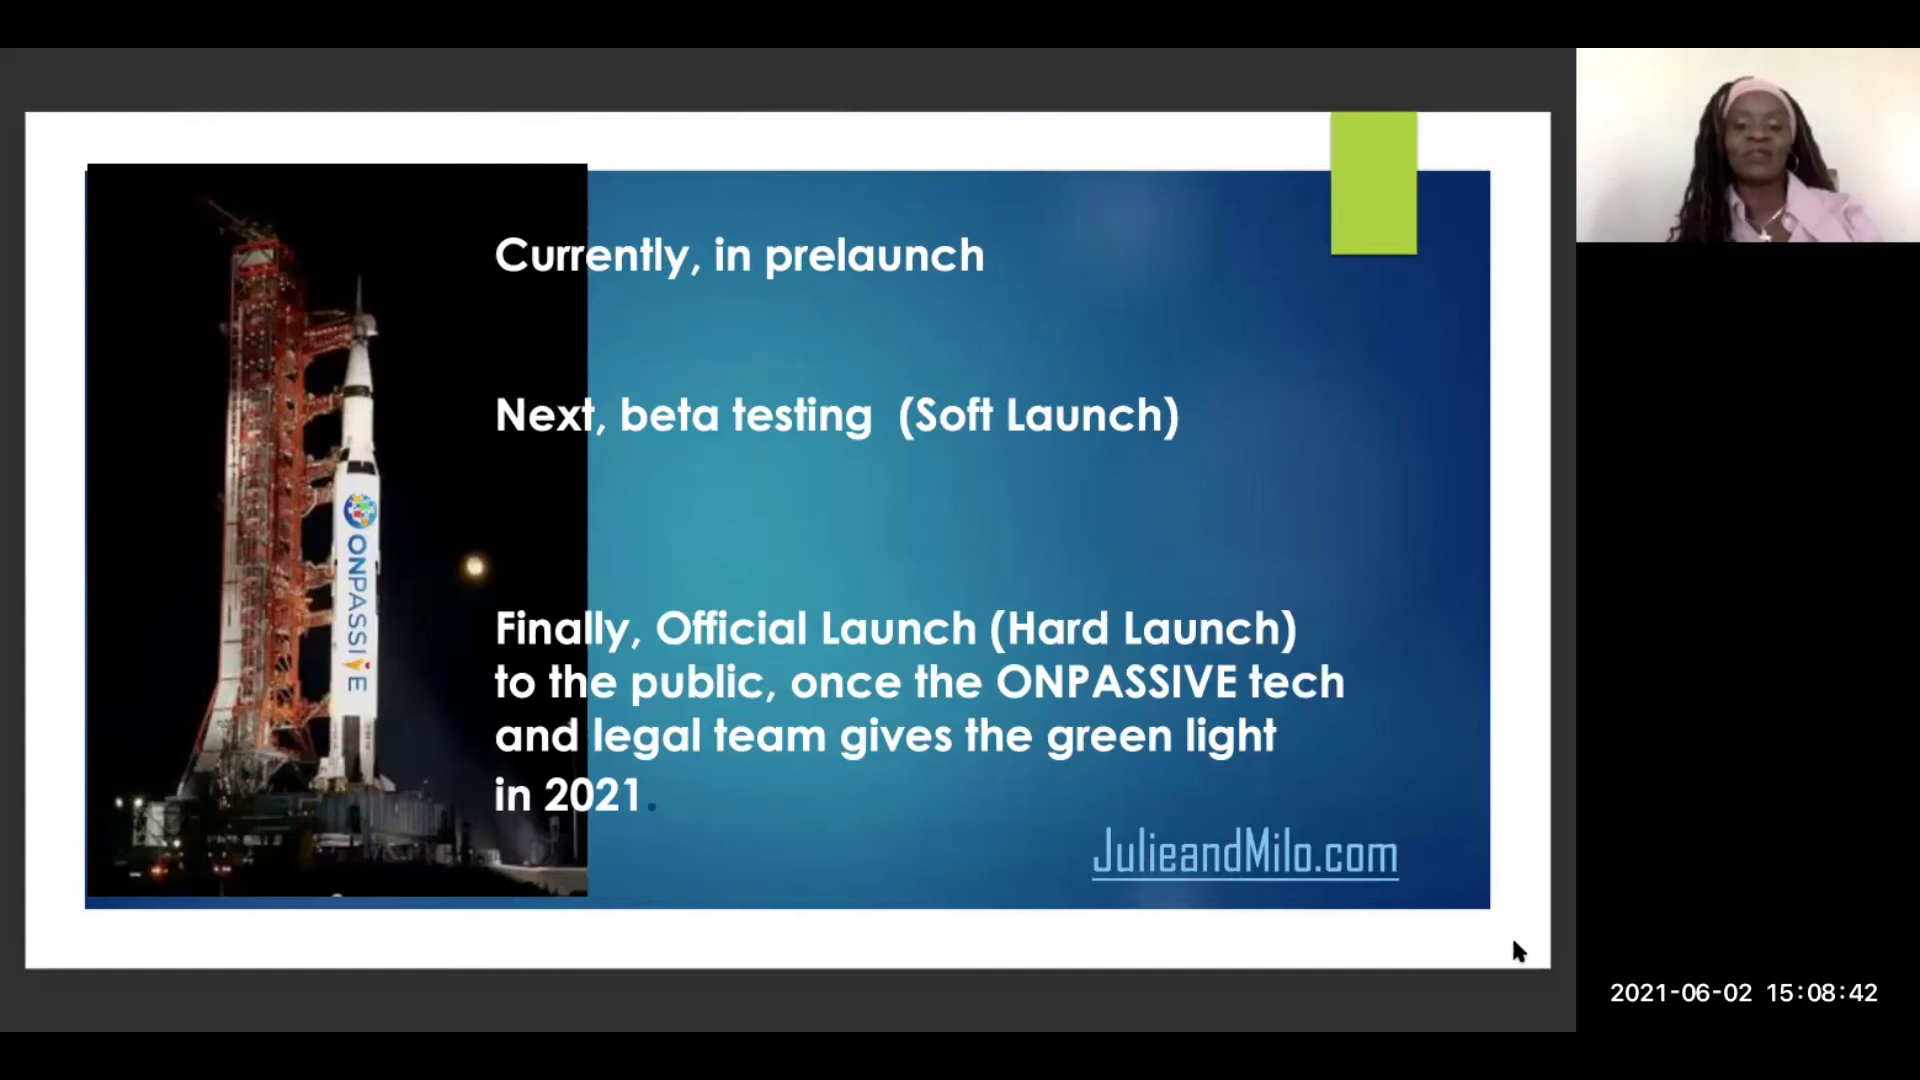 Currently, in prelaunch
Next, beta testing (Soft Launch)
ONPASSIVE
Finally, Official Launch (Hard Launch)
to the public, once the ONPASSIVE tech
and legal team gives the green light
in 2021.
JulieandMilo.com
2021-06-02 15:08:42